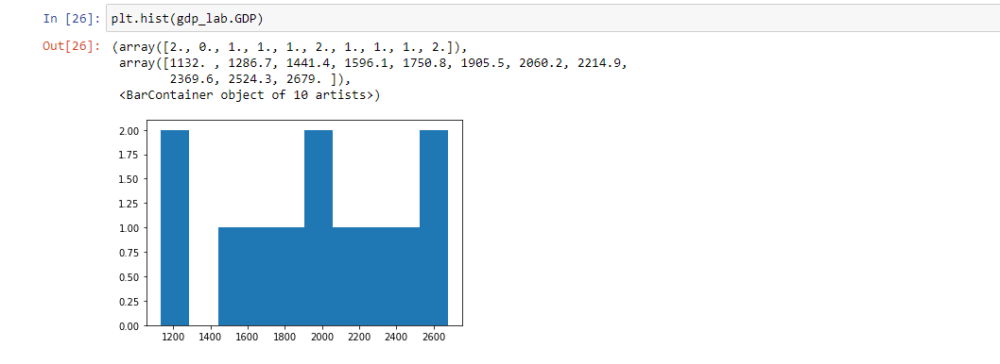 In [26]: plt.hist(gdp_lab.GDP)
Out[26]: (array([2., 0., 1., 1., 1., 2., 1., 1., 1., 2.]),
array([1132. , 1286.7, 1441.4, 1596.1, 1750.8, 1905.5, 2060.2, 2214.9,
2369.6, 2524.3, 2679. ]),
<BarContainer object of 10 artists>)
2.00
1.75
1.50
1.25
1.00
0.75
0.50
0.25
0.00
1200 1400 1600 1800 2000 2200 2400 2600